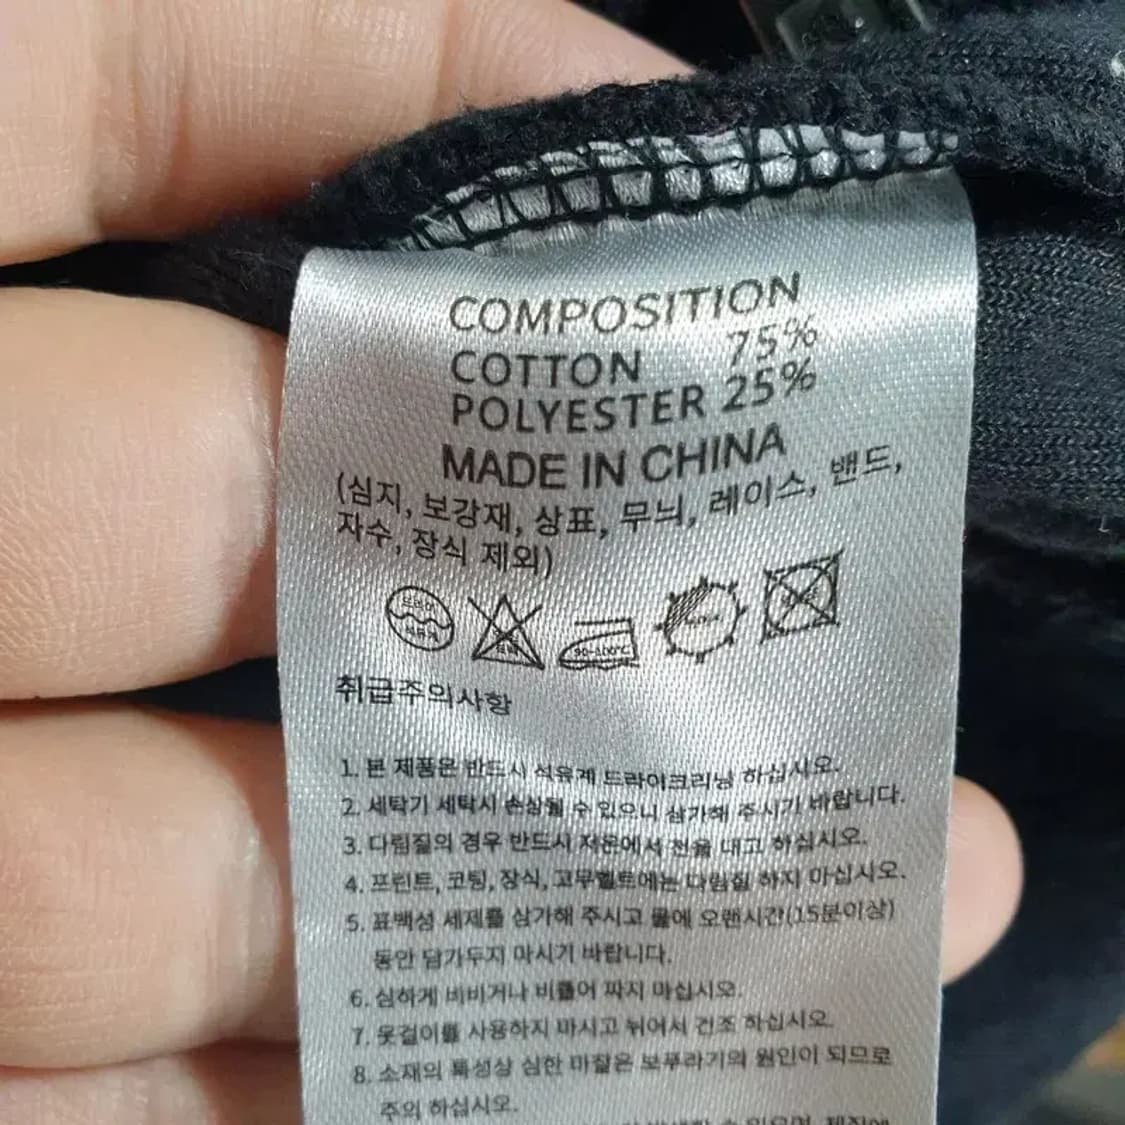 COMPOSITION
COTTON 75%
POLYESTER 25%
MADE IN CHINA
(심지, 보강재, 상표, 무늬, 레이스, 밴드,
자수, 장식 제외)
드라이
석유계
표백
90~100℃
취급주의사항
1. 본 제품은 반드시 석유계 드라이크리닝 하십시오.
2. 세탁기 세탁시 손상될 수 있으니 삼가해 주시기 바랍니다.
3. 다림질의 경우 반드시 저온에서 천을 내고 하십시오.
4. 프린트, 코팅, 장식, 고무벨트에는 다림질 하지 마십시오.
5. 표백성 세제를 삼가해 주시고 물에 오랜시간(15분이상)
동안 담가두지 마시기 바랍니다.
6. 심하게 비비거나 비틀어 짜지 마십시오.
7. 옷걸이를 사용하지 마시고 뉘어서 건조 하십시오.
8. 소재의 특성상 심한 마찰은 보푸라기의 원인이 되므로
주의 하십시오.